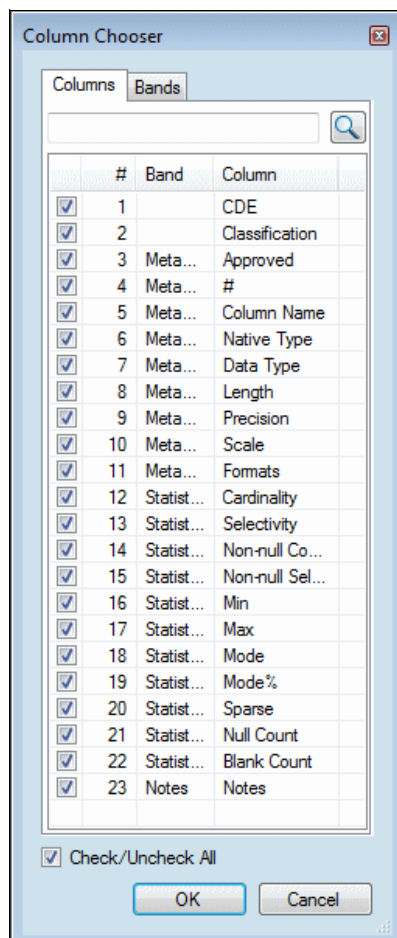 Column Chooser
Columns Bands
# Band Column
1 CDE
2 Classification
3 Meta... Approved
4 Meta... #
5 Meta... Column Name
6 Meta... Native Type
7 Meta... Data Type
8 Meta... Length
9 Meta... Precision
10 Meta... Scale
11 Meta... Formats
12 Statist... Cardinality
13 Statist... Selectivity
14 Statist... Non-null Co...
15 Statist... Non-null Sel...
16 Statist... Min
17 Statist... Max
18 Statist... Mode
19 Statist... Mode%
20 Statist... Sparse
21 Statist... Null Count
22 Statist... Blank Count
23 Notes Notes
Check/Uncheck All
OK Cancel